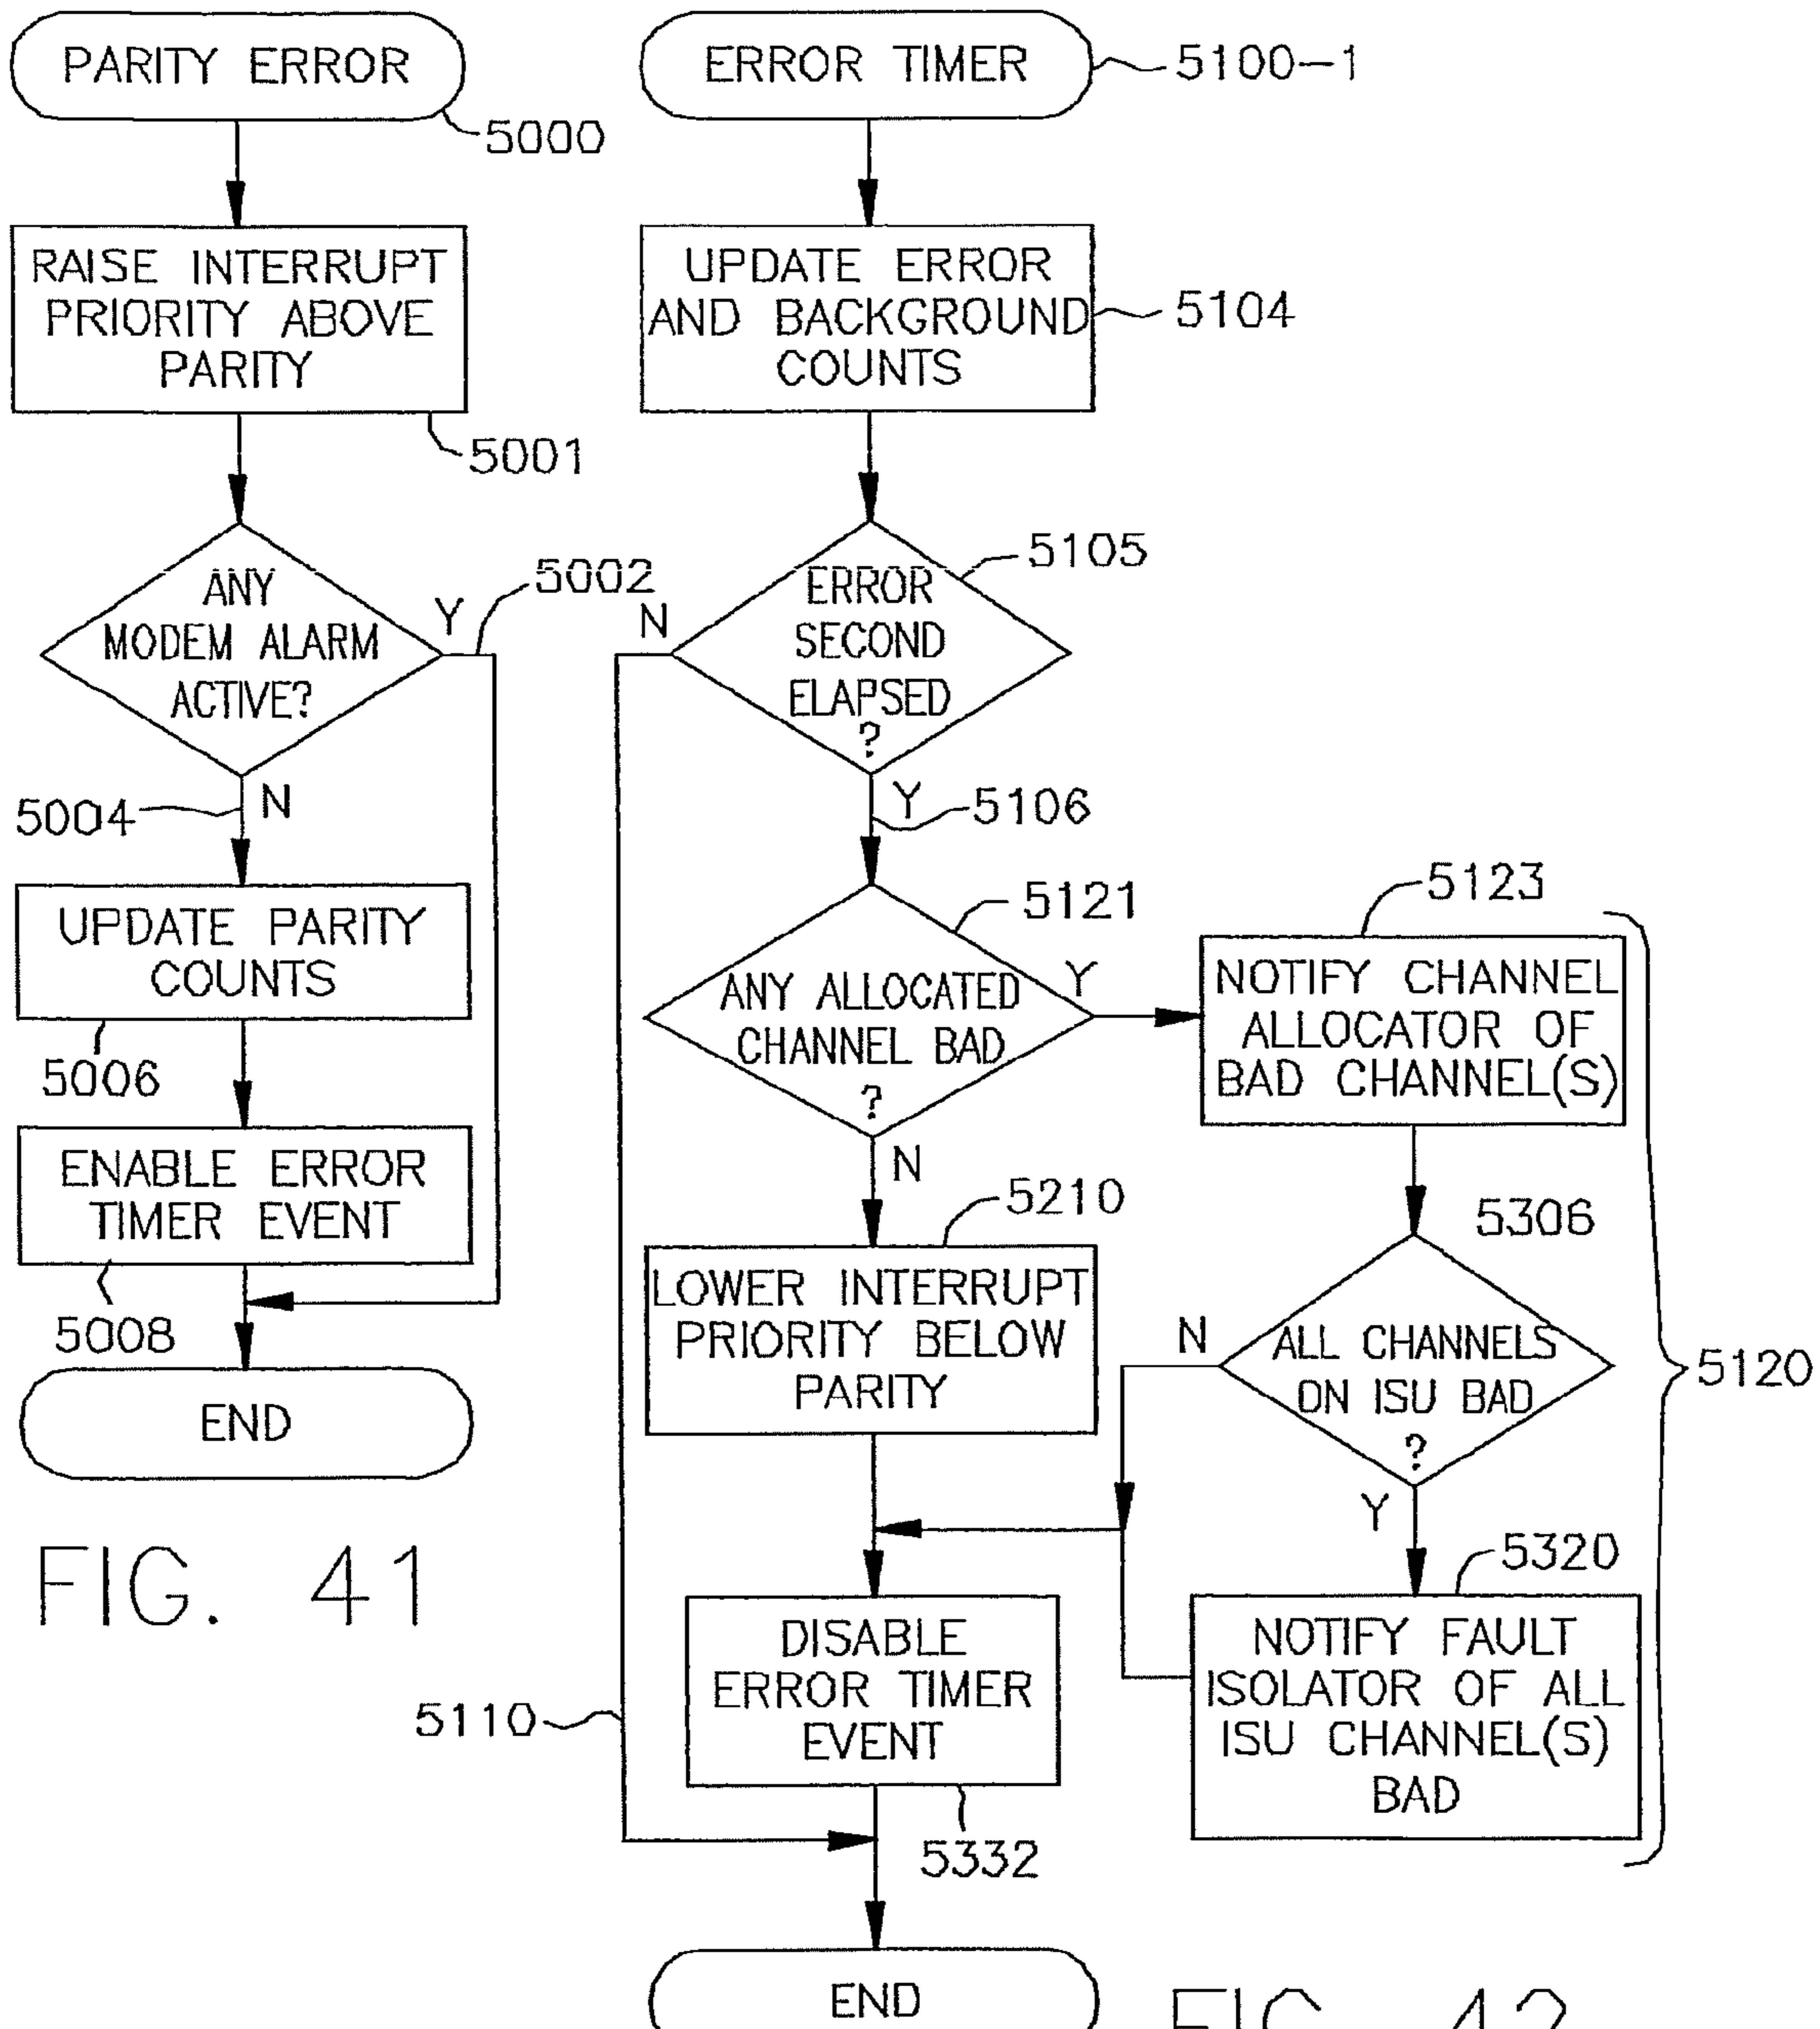 PARITY ERROR
5000
RAISE INTERRUPT
PRIORITY ABOVE
PARITY
5001
ANY
MODEM ALARM
ACTIVE?
Y
5002
5004
N
UPDATE PARITY
COUNTS
5006
ENABLE ERROR
TIMER EVENT
5008
END
FIG. 41
ERROR TIMER
5100-1
UPDATE ERROR
AND BACKGROUND
COUNTS
5104
N
ERROR
SECOND
ELAPSED
?
5105
Y
5106
ANY ALLOCATED
CHANNEL BAD
?
5121
Y
NOTIFY CHANNEL
ALLOCATOR OF
BAD CHANNEL(S)
5123
N
5210
LOWER INTERRUPT
PRIORITY BELOW
PARITY
5306
N
ALL CHANNELS
ON ISU BAD
?
5120
Y
5320
NOTIFY FAULT
ISOLATOR OF ALL
ISU CHANNEL(S)
BAD
DISABLE
ERROR TIMER
EVENT
5110
5332
END
FIG. 42